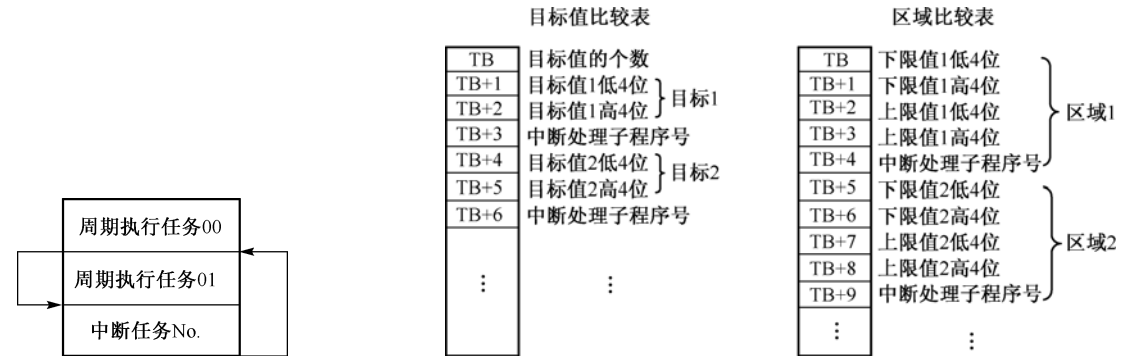 目标值比较表
TB 目标值的个数
TB+1 目标值1低4位
TB+2 目标值1高4位
目标1
TB+3 中断处理子程序号
TB+4 目标值2低4位
TB+5 目标值2高4位
目标2
TB+6 中断处理子程序号
⋮ ⋮
区域比较表
TB 下限值1低4位
TB+1 下限值1高4位
TB+2 上限值1低4位
TB+3 上限值1高4位
TB+4 中断处理子程序号
区域1
TB+5 下限值2低4位
TB+6 下限值2高4位
TB+7 上限值2低4位
TB+8 上限值2高4位
TB+9 中断处理子程序号
区域2
⋮ ⋮
周期执行任务00
周期执行任务01
中断任务No.